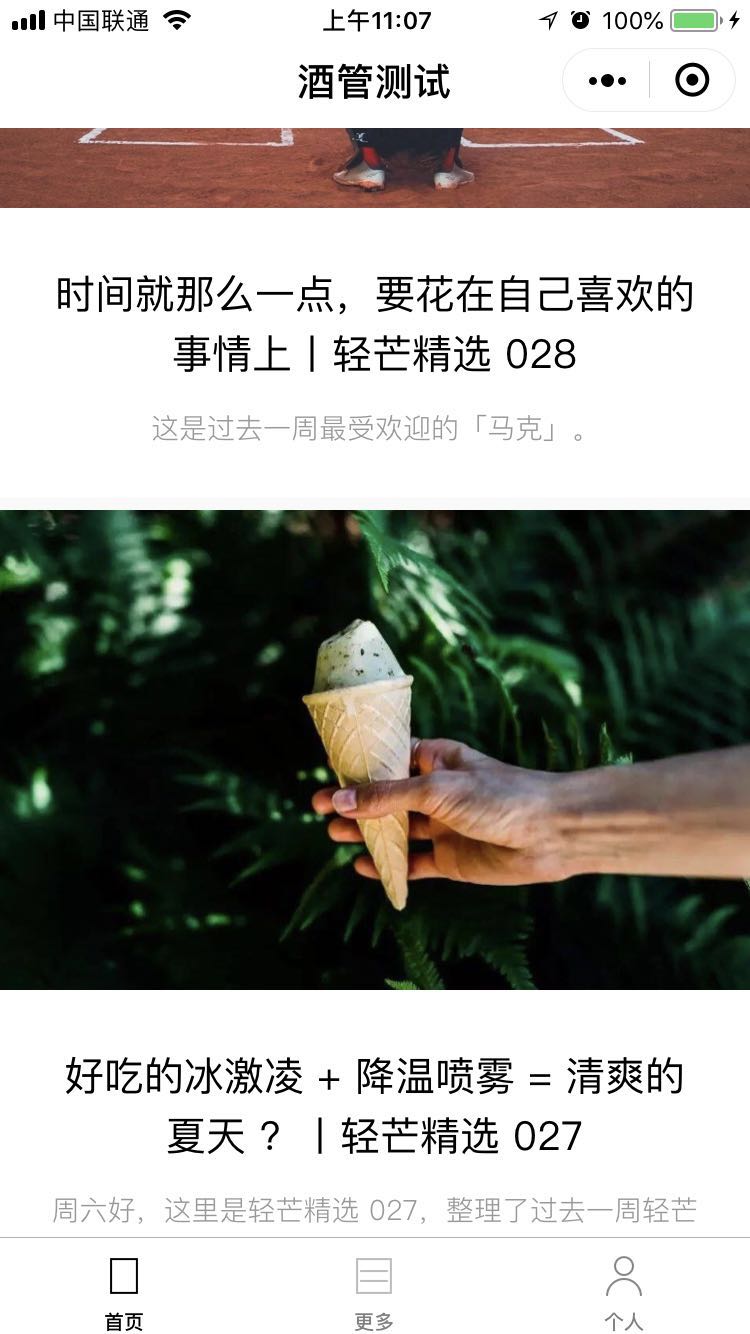 中国联通
上午11:07
100%
酒管测试
时间就那么一点，要花在自己喜欢的
事情上丨轻芒精选 028
这是过去一周最受欢迎的「马克」。
好吃的冰激凌 + 降温喷雾 = 清爽的
夏天 ？丨轻芒精选 027
周六好，这里是轻芒精选 027，整理了过去一周轻芒
首页
更多
个人